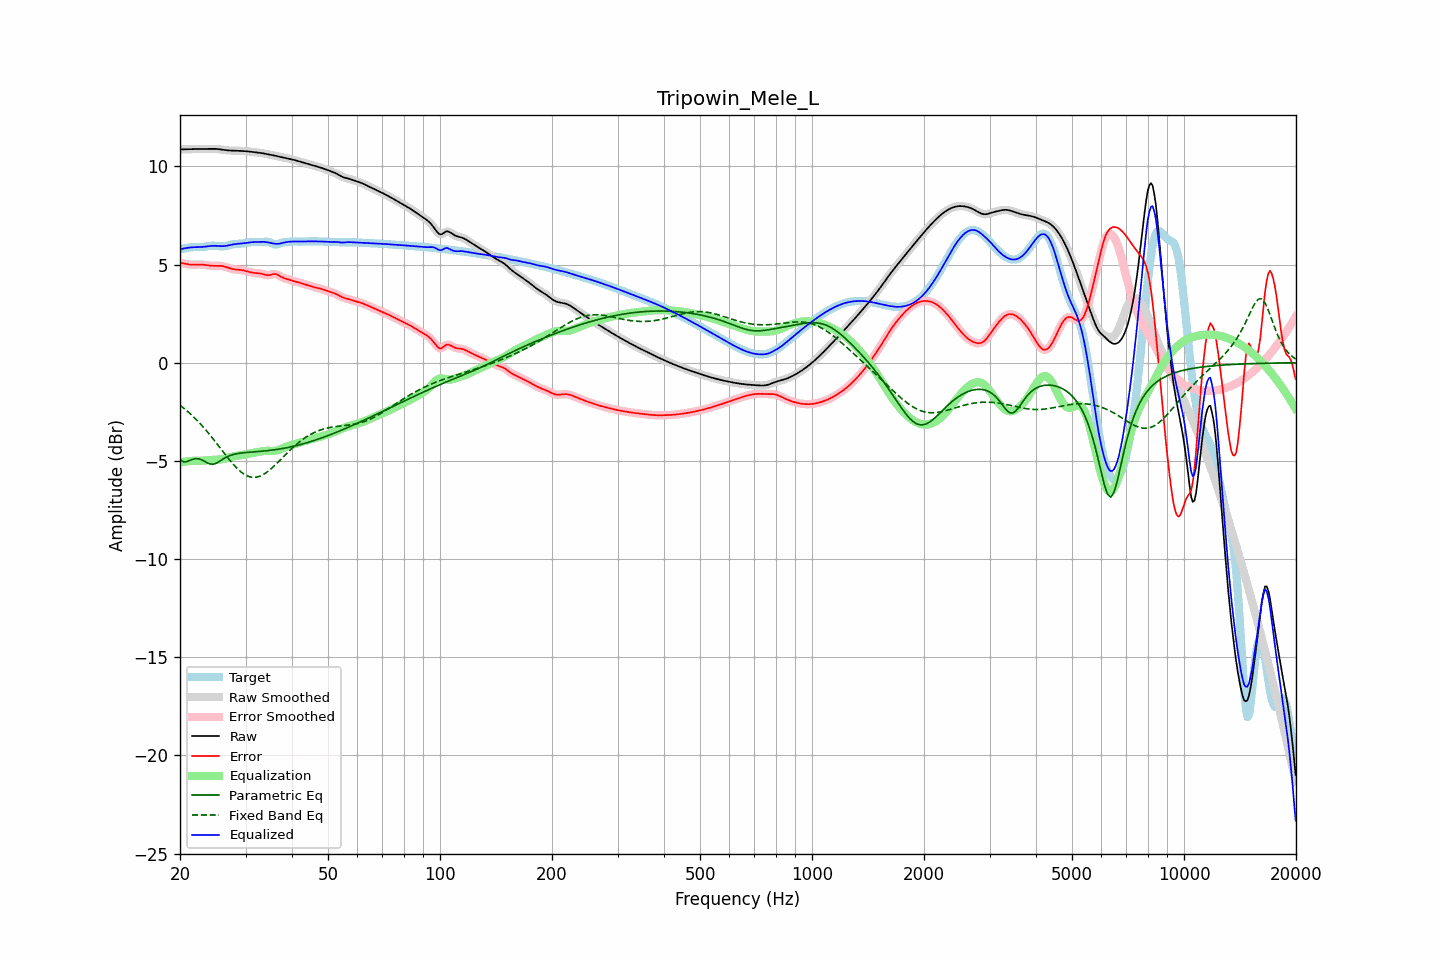 Tripowin_Mele_L
Amplitude (dBr)
10
5
0
−5
−10
−15
−20
−25
Target
Raw Smoothed
Error Smoothed
Raw
Error
Equalization
Parametric Eq
Fixed Band Eq
Equalized
20 50 100 200 500 1000 2000 5000 10000 20000
Frequency (Hz)